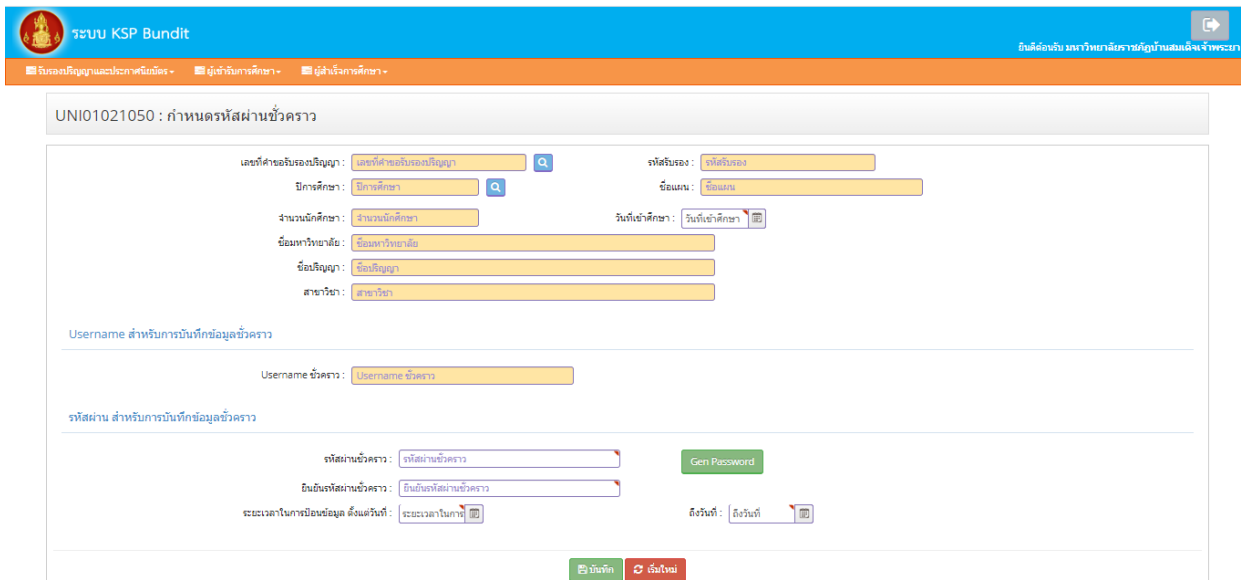 ระบบ KSP Bundit
ยินดีต้อนรับ มหาวิทยาลัยราชภัฏบ้านสมเด็จเจ้าพระยา
รับรองปริญญาและประกาศนียบัตร ผู้เข้ารับการศึกษา ผู้สำเร็จการศึกษา
UNI01021050 : กำหนดรหัสผ่านชั่วคราว
เลขที่คำขอรับรองปริญญา : เลขที่คำขอรับรองปริญญา รหัสรับรอง : รหัสรับรอง
ปีการศึกษา : ปีการศึกษา ชื่อแผน : ชื่อแผน
จำนวนนักศึกษา : จำนวนนักศึกษา วันที่เข้าศึกษา : วันที่เข้าศึกษา
ชื่อมหาวิทยาลัย : ชื่อมหาวิทยาลัย
ชื่อปริญญา : ชื่อปริญญา
สาขาวิชา : สาขาวิชา
Username สำหรับการบันทึกข้อมูลชั่วคราว
Username ชั่วคราว : Username ชั่วคราว
รหัสผ่าน สำหรับการบันทึกข้อมูลชั่วคราว
รหัสผ่านชั่วคราว : รหัสผ่านชั่วคราว Gen Password
ยืนยันรหัสผ่านชั่วคราว : ยืนยันรหัสผ่านชั่วคราว
ระยะเวลาในการป้อนข้อมูล ตั้งแต่วันที่ : ระยะเวลาในการ ถึงวันที่ : ถึงวันที่
บันทึก เริ่มใหม่